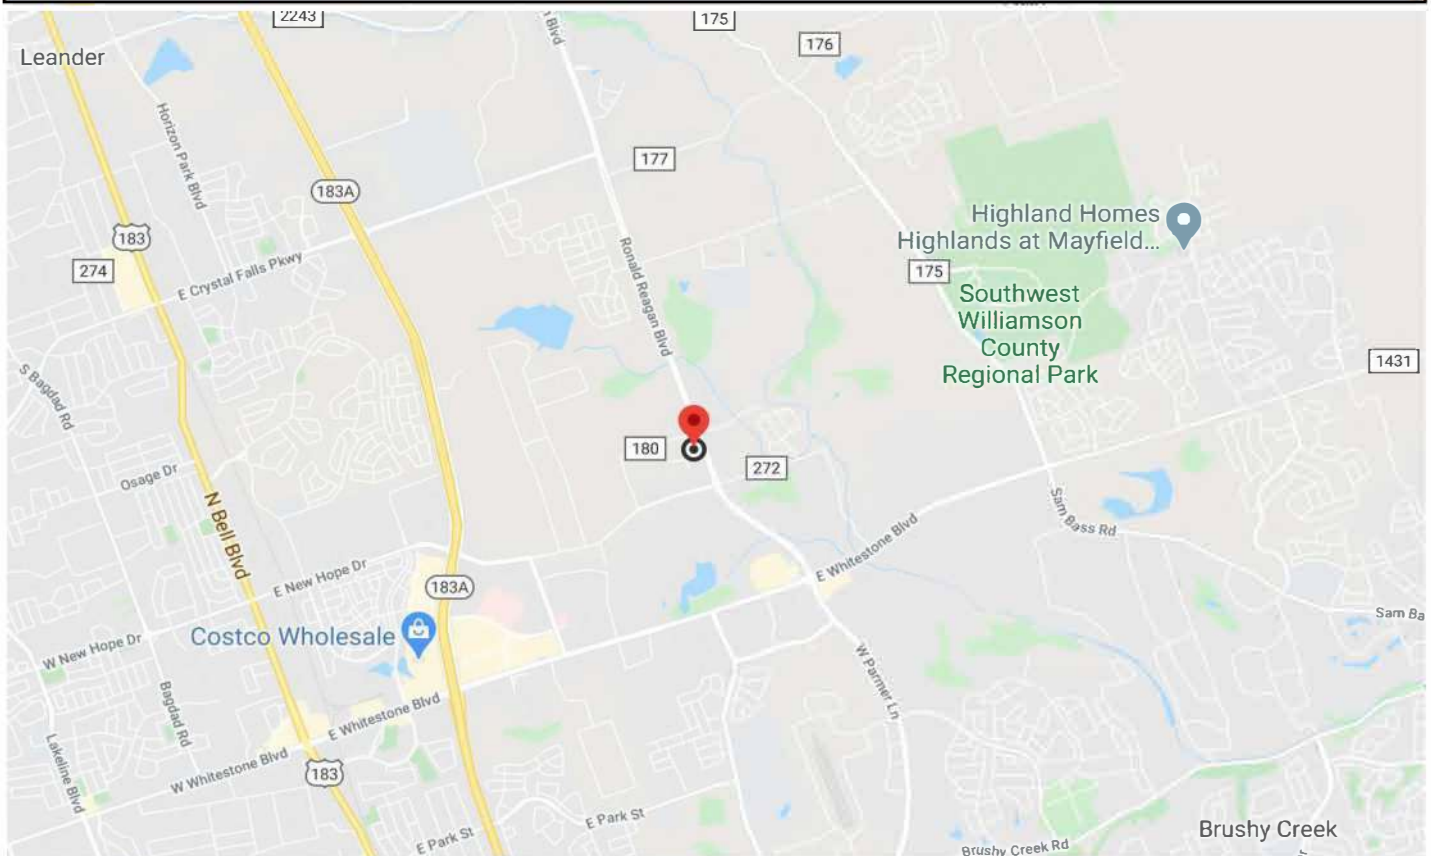 2243
175
176
Leander
Horizon Park Blvd
177
183A
Highland Homes
Highlands at Mayfield...
183
274
E Crystal Falls Pkwy
Ronald Reagan Blvd
175
Southwest
Williamson
County
Regional Park
1431
S Bagdad Rd
180
272
Osage Dr
N Bell Blvd
Sam Bass Rd
E Whitestone Blvd
E New Hope Dr
183A
Costco Wholesale
Sam Ba
W New Hope Dr
W Parmer Ln
Bagdad Rd
E Whitestone Blvd
Lakeline Blvd
W Whitestone Blvd
183
E Park St
E Park St
Brushy Creek
Brushy Creek Rd